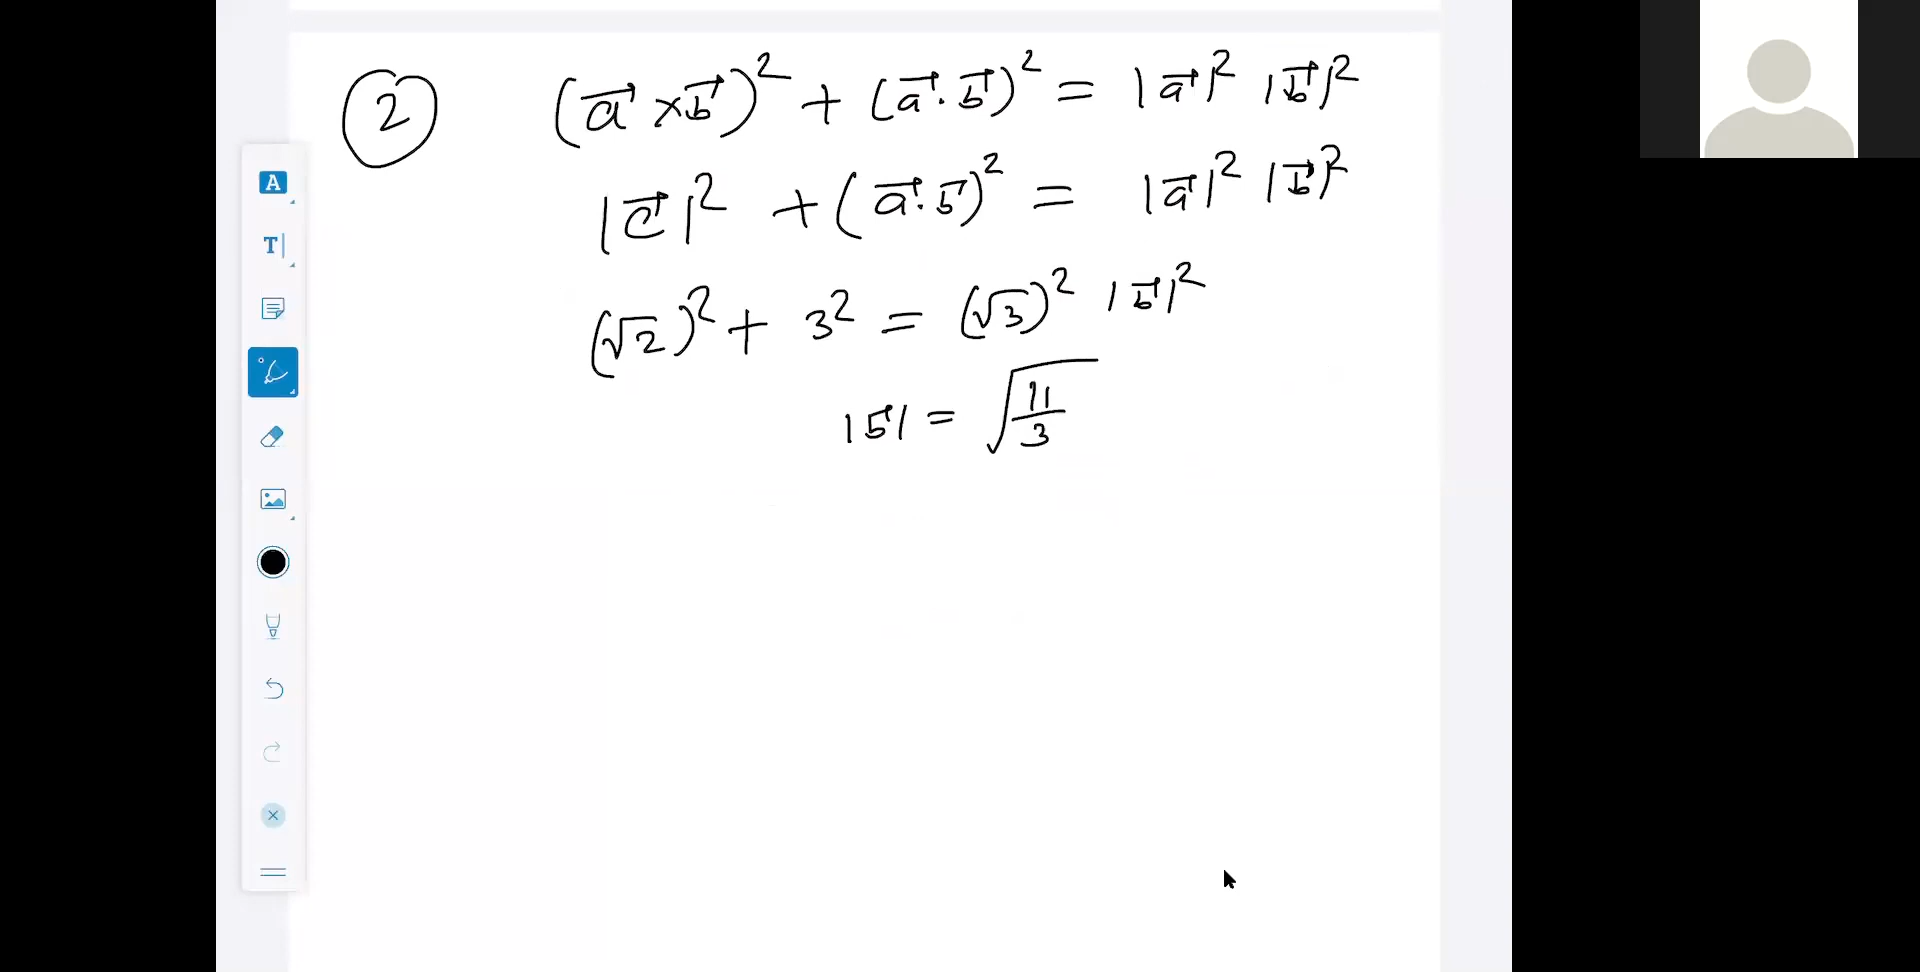 ② (a⃗ × b⃗)² + (a⃗ · b⃗)² = |a⃗|² |b⃗|²
|c⃗|² + (a⃗ · b⃗)² = |a⃗|² |b⃗|²
(√2)² + 3² = (√3)² |b⃗|²
|b⃗| = √(11/3)
A
T